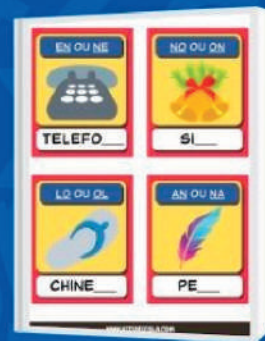 EN OU NE
TELEFO___
NO OU ON
SI___
LO OU OL
CHINE___
AN OU NA
PE___